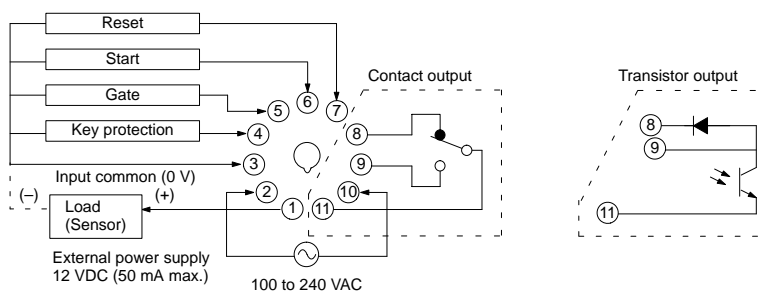 Reset
Start
Gate
Key protection
Contact output
Transistor output
6
5
7
4
8
3
9
2
10
1
11
8
9
11
Input common (0 V)
(–)
(+)
Load
(Sensor)
External power supply
12 VDC (50 mA max.)
100 to 240 VAC